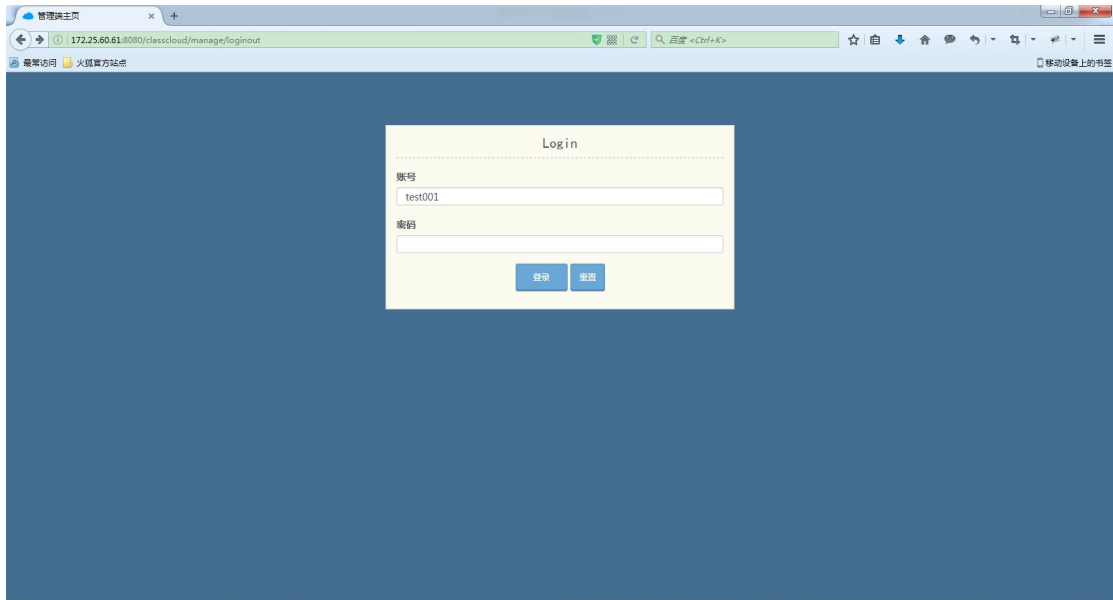 管理端主页
172.25.60.61:8080/classcloud/manage/loginout
百度 <Ctrl+K>
最常访问 火狐官方站点 移动设备上的书签
Login
账号
test001
密码
登录 重置